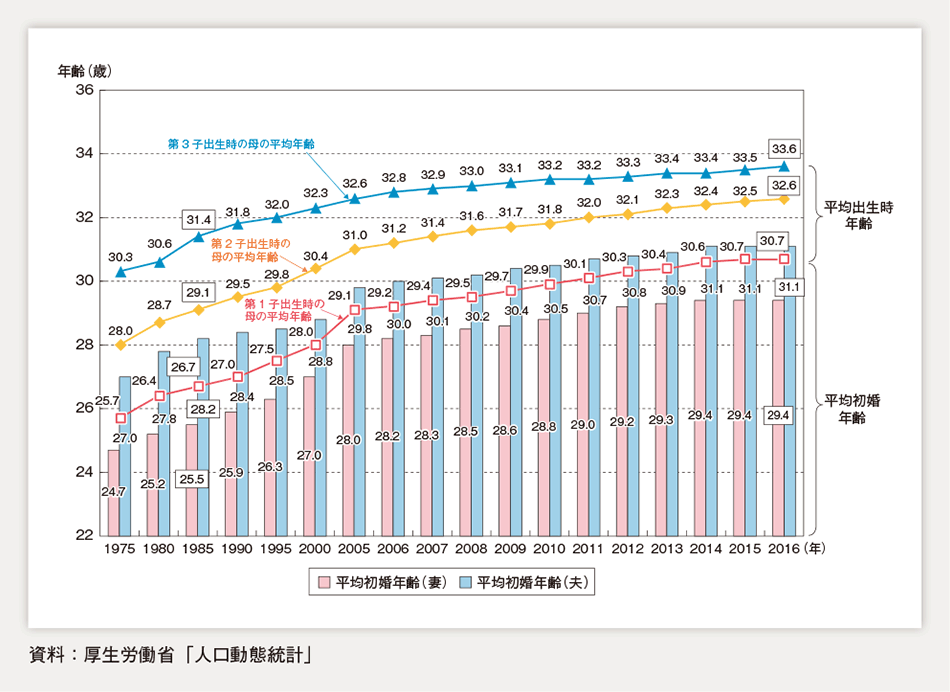 年齢（歳）
36
34
32
30
28
26
24
22
第３子出生時の母の平均年齢
30.3 30.6 31.4 31.8 32.0 32.3 32.6 32.8 32.9 33.0 33.1 33.2 33.2 33.3 33.4 33.4 33.5 33.6
第２子出生時の
母の平均年齢
28.0 28.7 29.1 29.5 29.8 30.4 31.0 31.2 31.4 31.6 31.7 31.8 32.0 32.1 32.3 32.4 32.5 32.6
第１子出生時の
母の平均年齢
25.7 26.4 26.7 27.0 27.5 28.0 29.1 29.2 29.4 29.5 29.7 29.9 30.1 30.3 30.4 30.6 30.7 30.7
27.0 27.8 28.2 28.4 28.5 28.8 29.8 30.0 30.1 30.2 30.4 30.5 30.7 30.8 30.9 31.1 31.1 31.1
24.7 25.2 25.5 25.9 26.3 27.0 28.0 28.2 28.3 28.5 28.6 28.8 29.0 29.2 29.3 29.4 29.4 29.4
平均出生時
年齢
平均初婚
年齢
1975 1980 1985 1990 1995 2000 2005 2006 2007 2008 2009 2010 2011 2012 2013 2014 2015 2016（年）
平均初婚年齢（妻） 平均初婚年齢（夫）
資料：厚生労働省「人口動態統計」